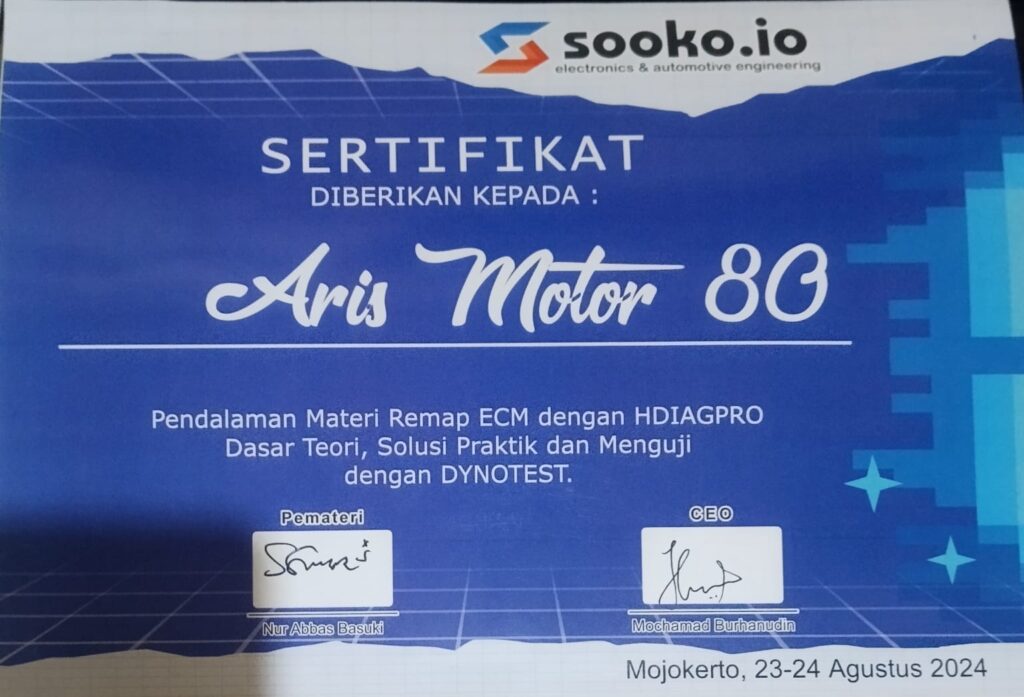 sooko.io
electronics & automotive engineering
SERTIFIKAT
DIBERIKAN KEPADA :
Aris Motor 80
Pendalaman Materi Remap ECM dengan HDIAGPRO
Dasar Teori, Solusi Praktik dan Menguji
dengan DYNOTEST.
Pemateri
CEO
Nur Abbas Basuki
Mochamad Burhanudin
Mojokerto, 23-24 Agustus 2024